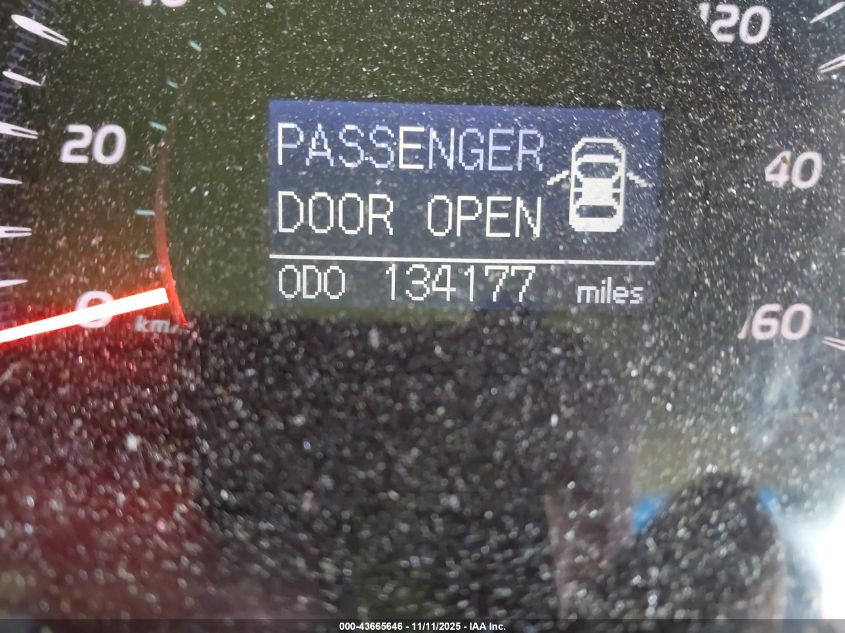 120
20
PASSENGER
40
DOOR OPEN
ODO 134177 miles
0
km/
160
000-43665646 - 11/11/2025 - IAA Inc.